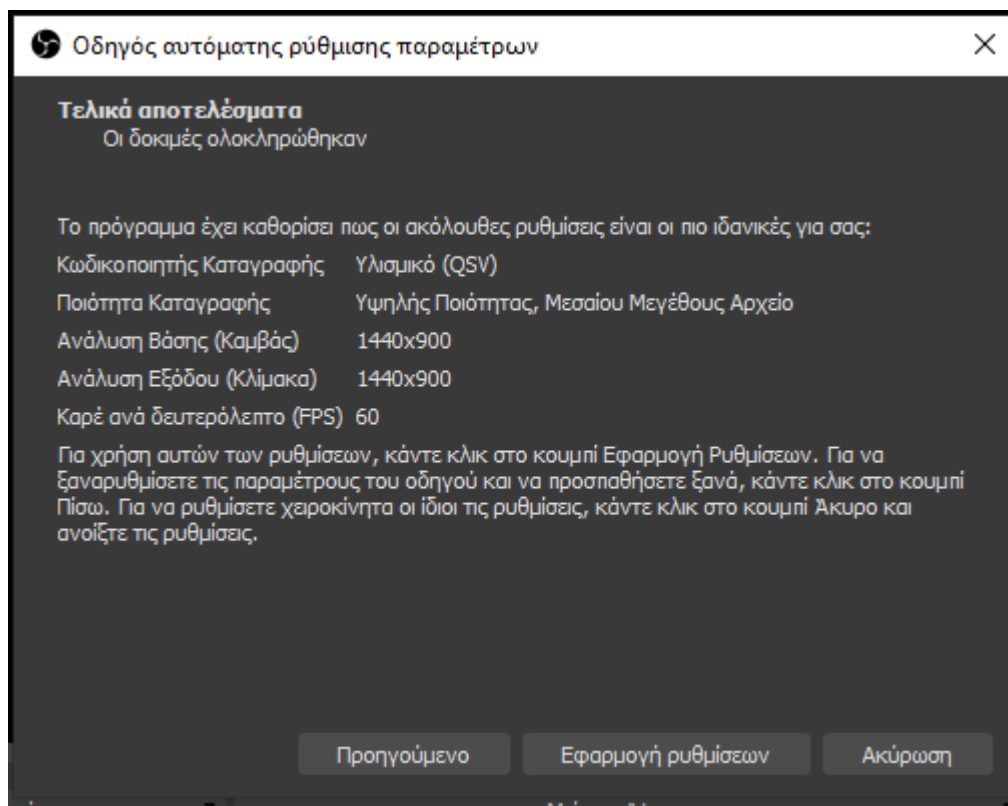 Οδηγός αυτόματης ρύθμισης παραμέτρων
Τελικά αποτελέσματα
Οι δοκιμές ολοκληρώθηκαν
Το πρόγραμμα έχει καθορίσει πως οι ακόλουθες ρυθμίσεις είναι οι πιο ιδανικές για σας:
Κωδικοποιητής Καταγραφής Υλισμικό (QSV)
Ποιότητα Καταγραφής Υψηλής Ποιότητας, Μεσαίου Μεγέθους Αρχείο
Ανάλυση Βάσης (Καμβάς) 1440x900
Ανάλυση Εξόδου (Κλίμακα) 1440x900
Καρέ ανά δευτερόλεπτο (FPS) 60
Για χρήση αυτών των ρυθμίσεων, κάντε κλικ στο κουμπί Εφαρμογή Ρυθμίσεων. Για να
ξαναρυθμίσετε τις παραμέτρους του οδηγού και να προσπαθήσετε ξανά, κάντε κλικ στο κουμπί
Πίσω. Για να ρυθμίσετε χειροκίνητα οι ίδιοι τις ρυθμίσεις, κάντε κλικ στο κουμπί Άκυρο και
ανοίξτε τις ρυθμίσεις.
Προηγούμενο Εφαρμογή ρυθμίσεων Ακύρωση